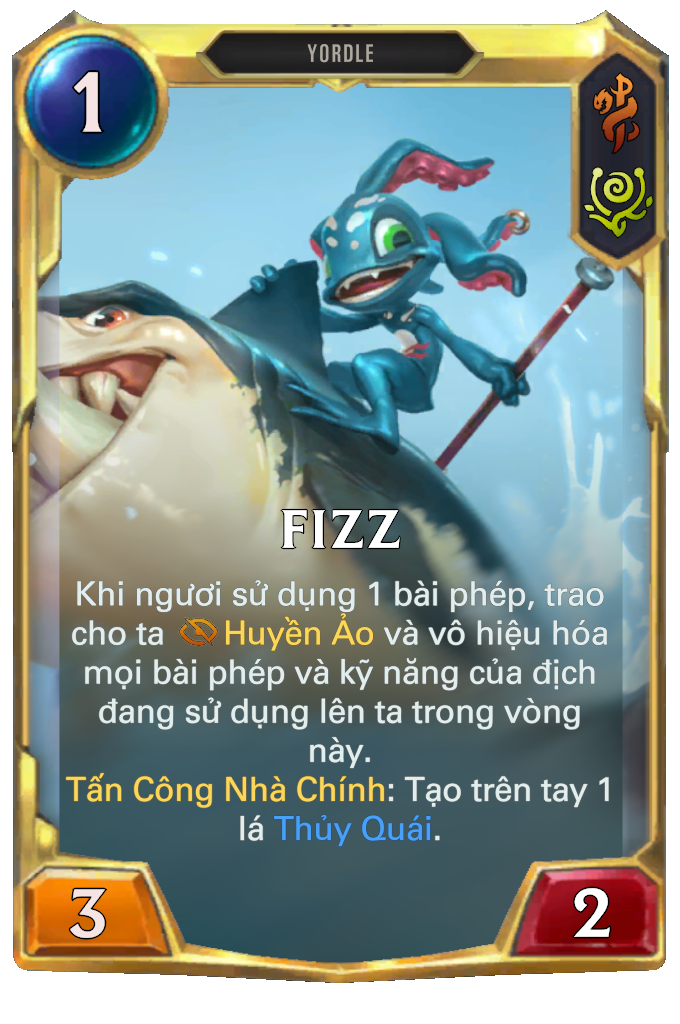 YORDLE
1
FIZZ
Khi ngươi sử dụng 1 bài phép, trao
cho ta Huyền Ảo và vô hiệu hóa
mọi bài phép và kỹ năng của địch
đang sử dụng lên ta trong vòng
này.
Tấn Công Nhà Chính: Tạo trên tay 1
lá Thủy Quái.
3
2